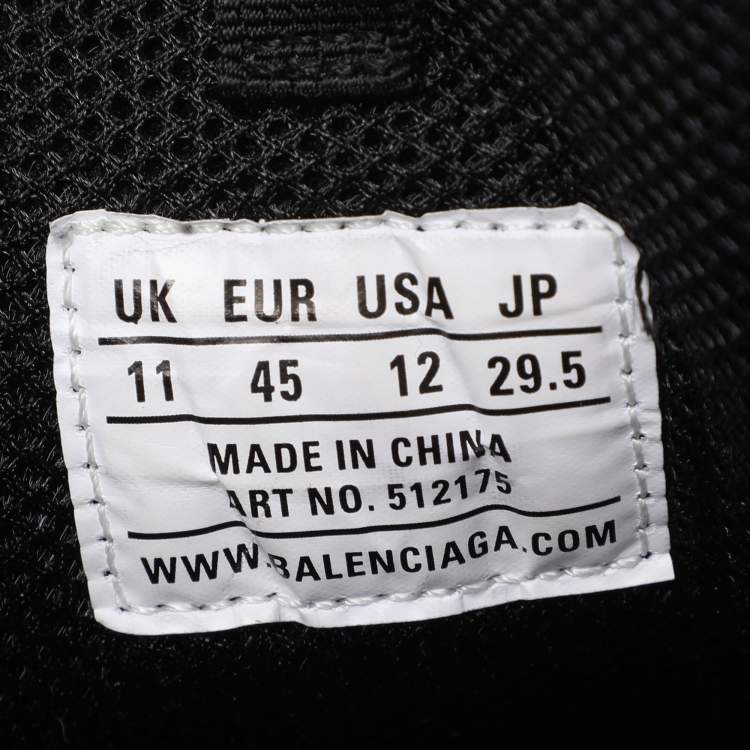 UK EUR USA JP
11 45 12 29.5
MADE IN CHINA
ART NO. 512175
WWW.BALENCIAGA.COM